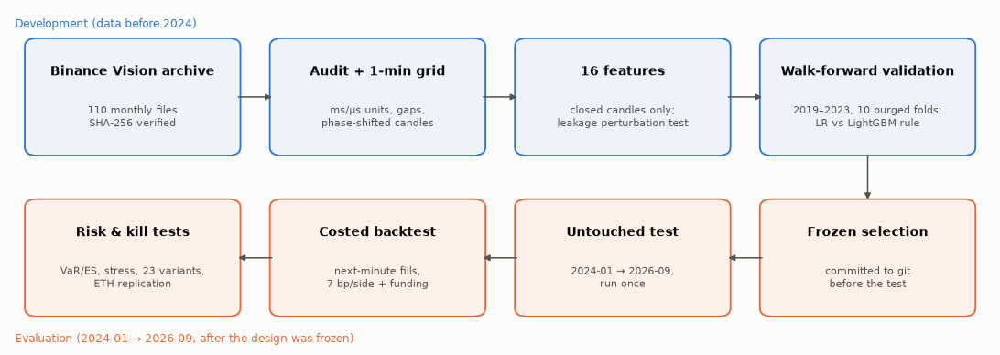 Development (data before 2024)
Binance Vision archive
110 monthly files
SHA-256 verified
Audit + 1-min grid
ms/μs units, gaps,
phase-shifted candles
16 features
closed candles only;
leakage perturbation test
Walk-forward validation
2019–2023, 10 purged folds;
LR vs LightGBM rule
Risk & kill tests
VaR/ES, stress, 23 variants,
ETH replication
Costed backtest
next-minute fills,
7 bp/side + funding
Untouched test
2024-01 → 2026-09,
run once
Frozen selection
committed to git
before the test
Evaluation (2024-01 → 2026-09, after the design was frozen)